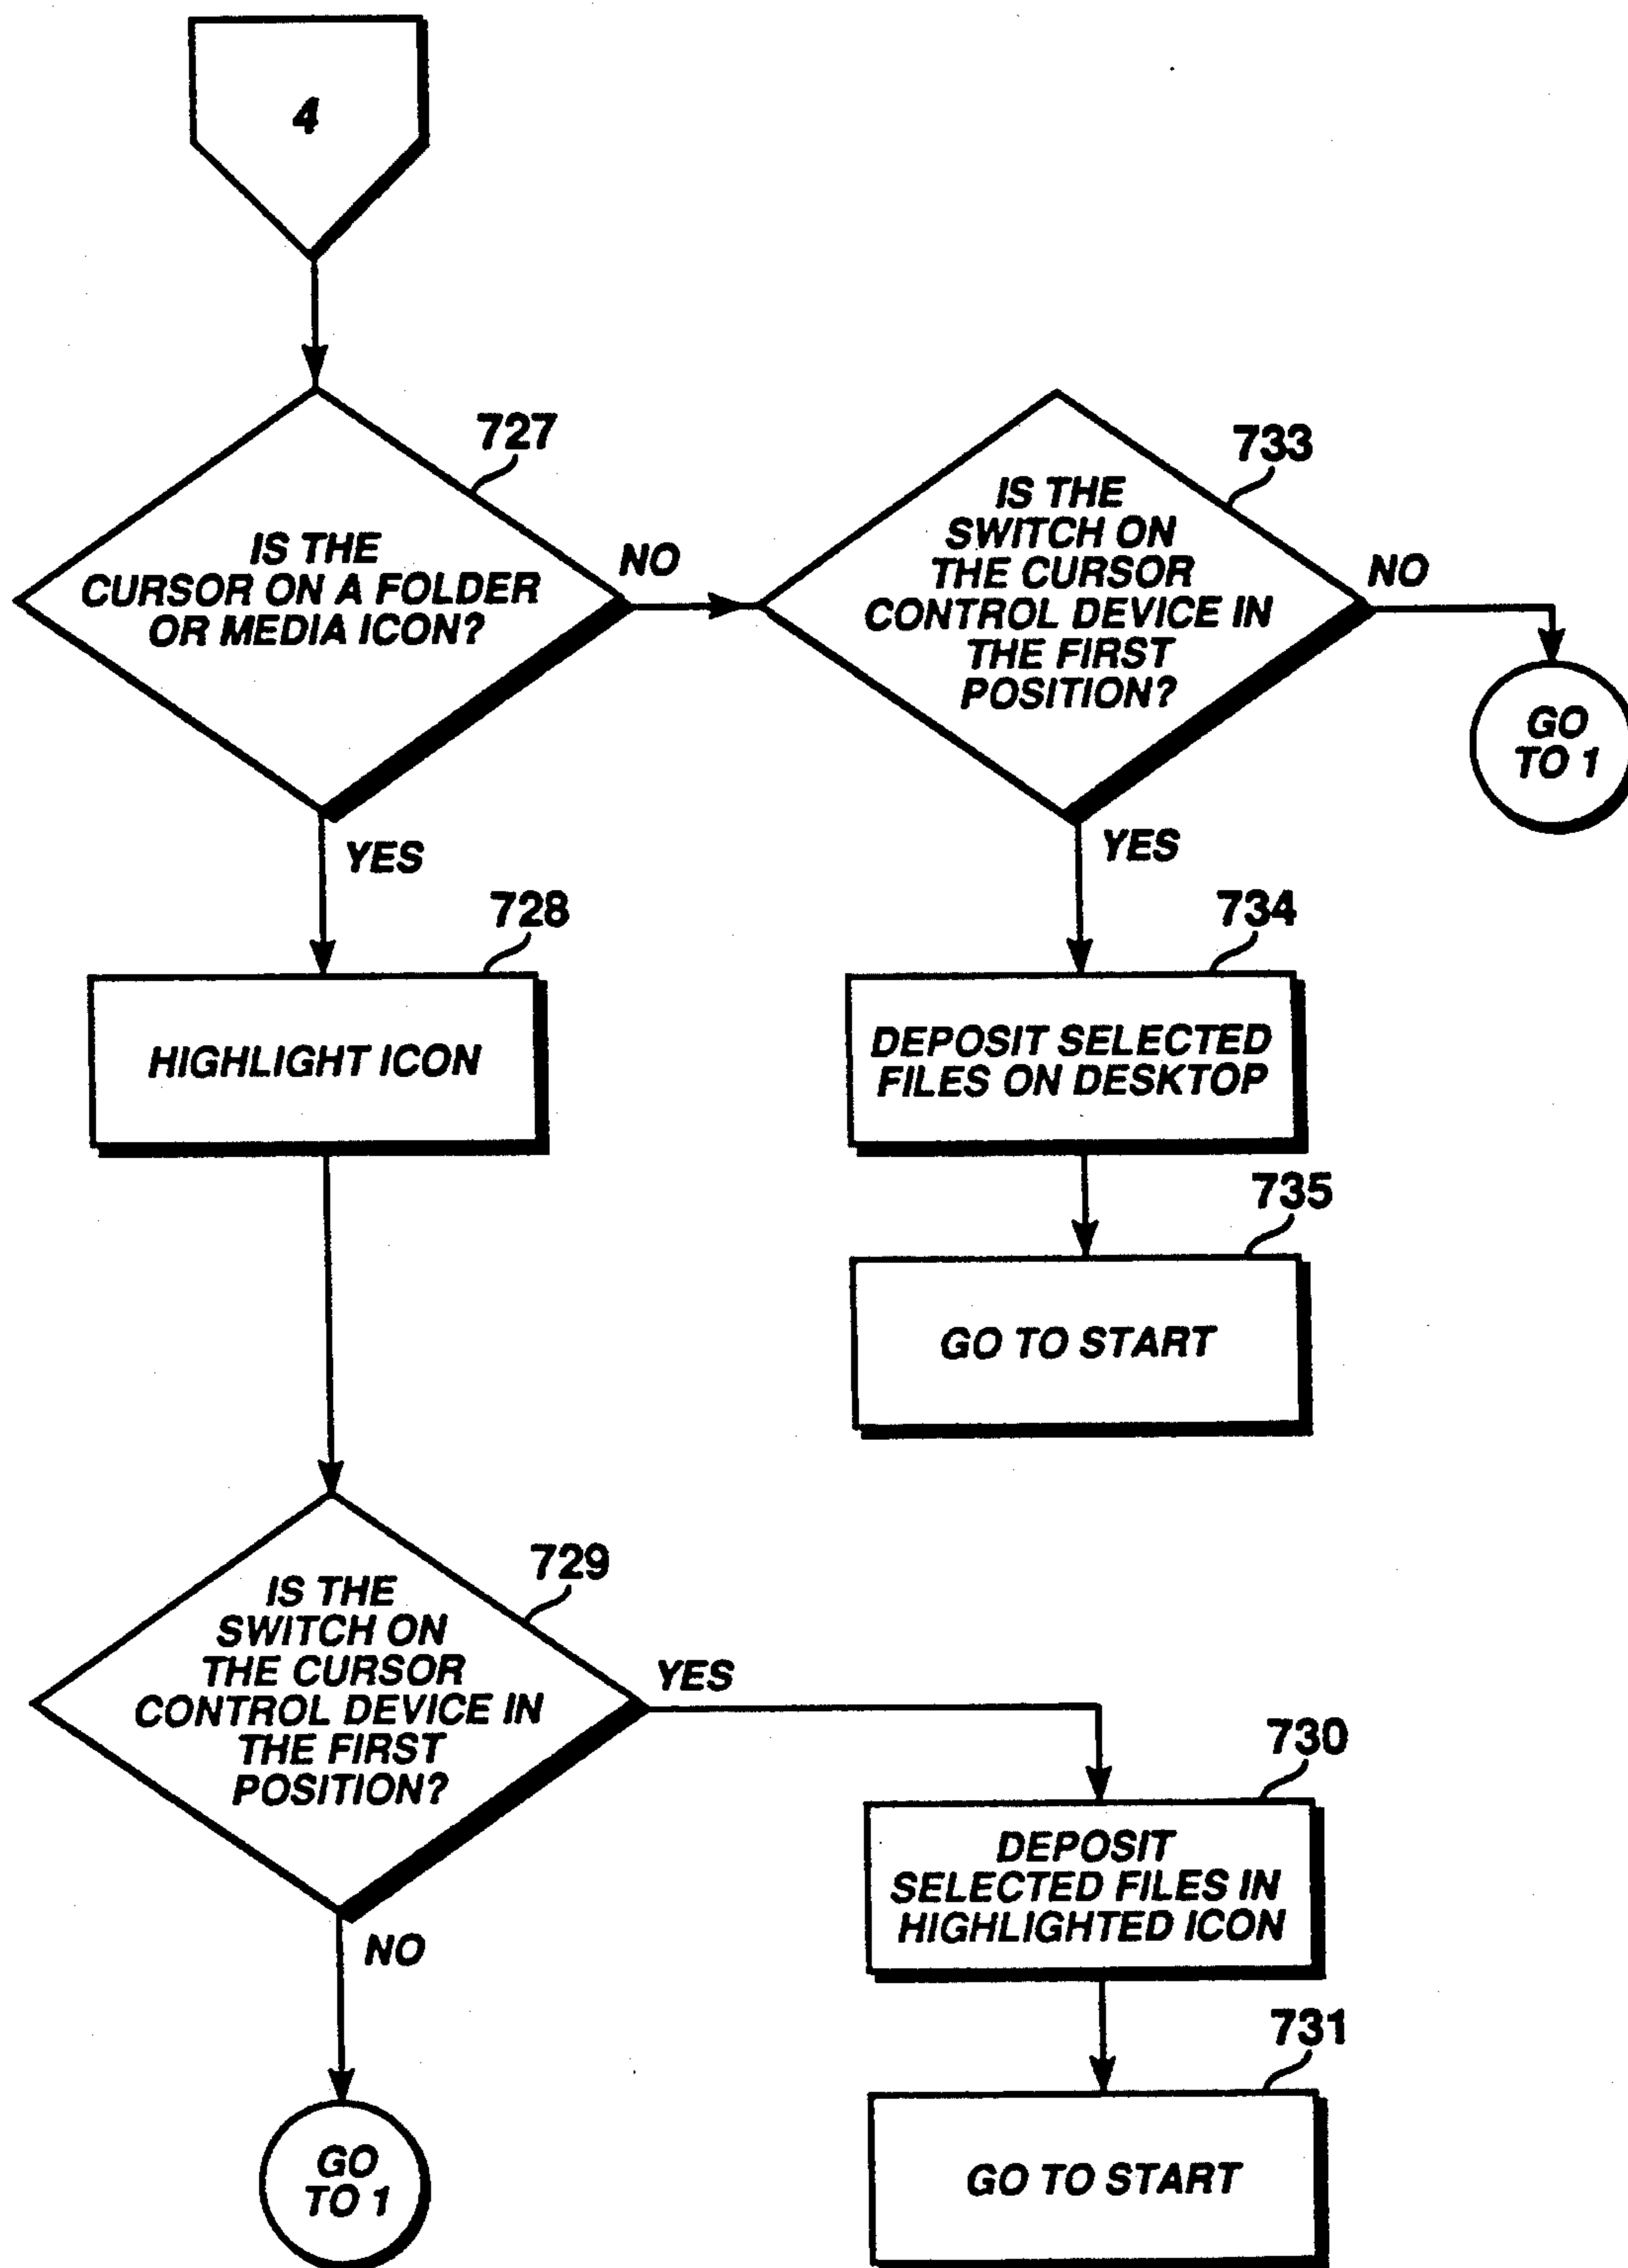 4
727
IS THE
CURSOR ON A FOLDER
OR MEDIA ICON?
NO
YES
733
IS THE
SWITCH ON
THE CURSOR
CONTROL DEVICE IN
THE FIRST
POSITION?
NO
GO
TO 1
YES
728
HIGHLIGHT ICON
734
DEPOSIT SELECTED
FILES ON DESKTOP
735
GO TO START
729
IS THE
SWITCH ON
THE CURSOR
CONTROL DEVICE IN
THE FIRST
POSITION?
YES
730
DEPOSIT
SELECTED FILES IN
HIGHLIGHTED ICON
NO
GO
TO 1
731
GO TO START